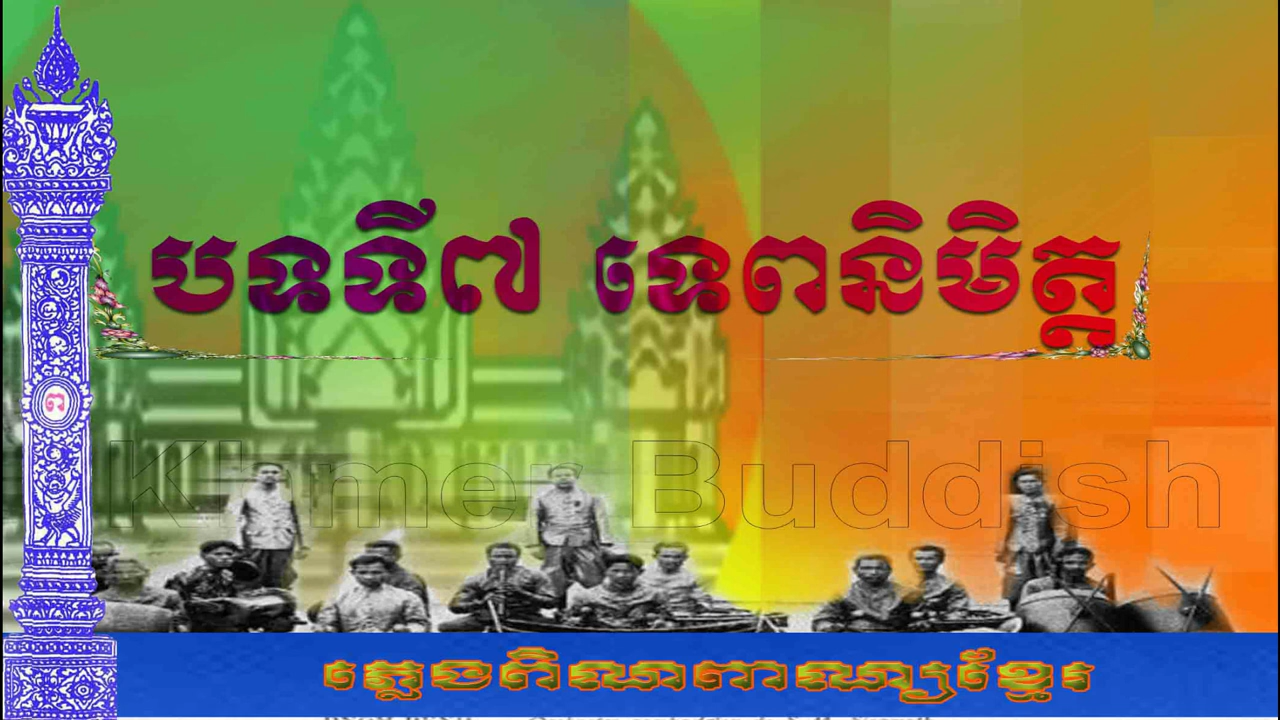 បទទី៧ ទេពនិមិត្ត
Khmer Buddish
ភ្លេងពិណពាណ្យខ្មែរ